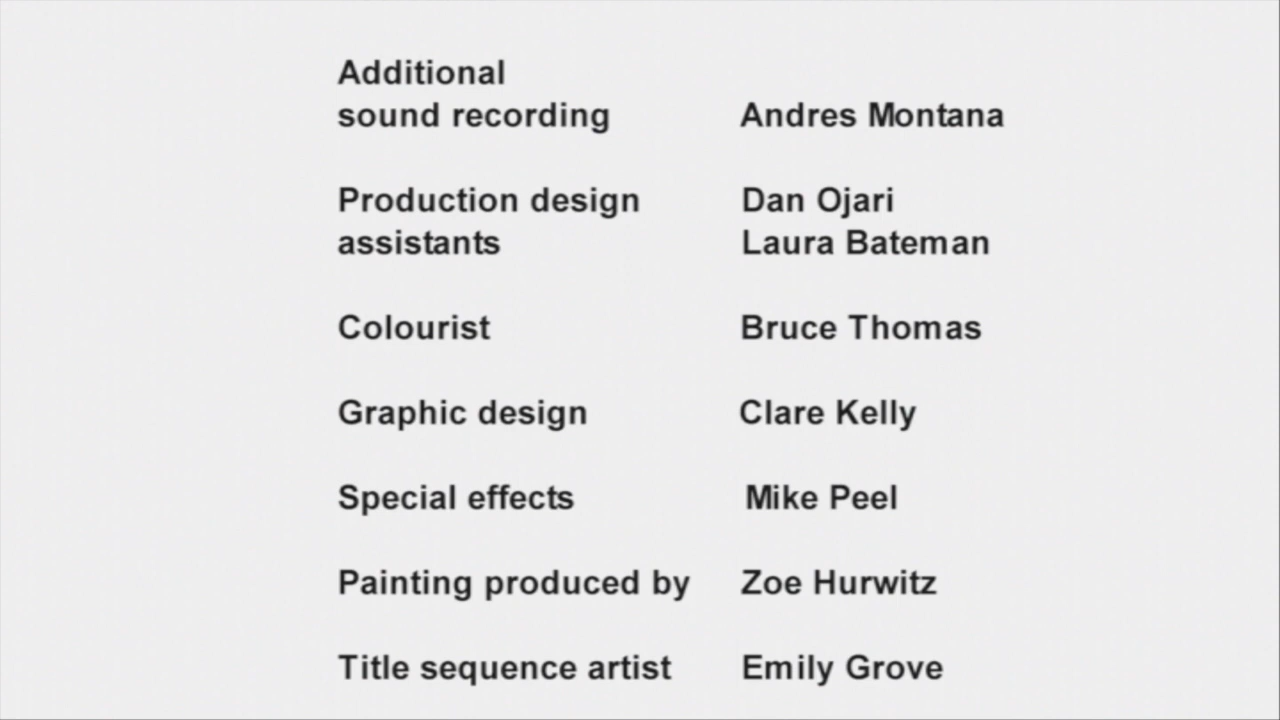 Additional
sound recording Andres Montana
Production design Dan Ojari
assistants Laura Bateman
Colourist Bruce Thomas
Graphic design Clare Kelly
Special effects Mike Peel
Painting produced by Zoe Hurwitz
Title sequence artist Emily Grove